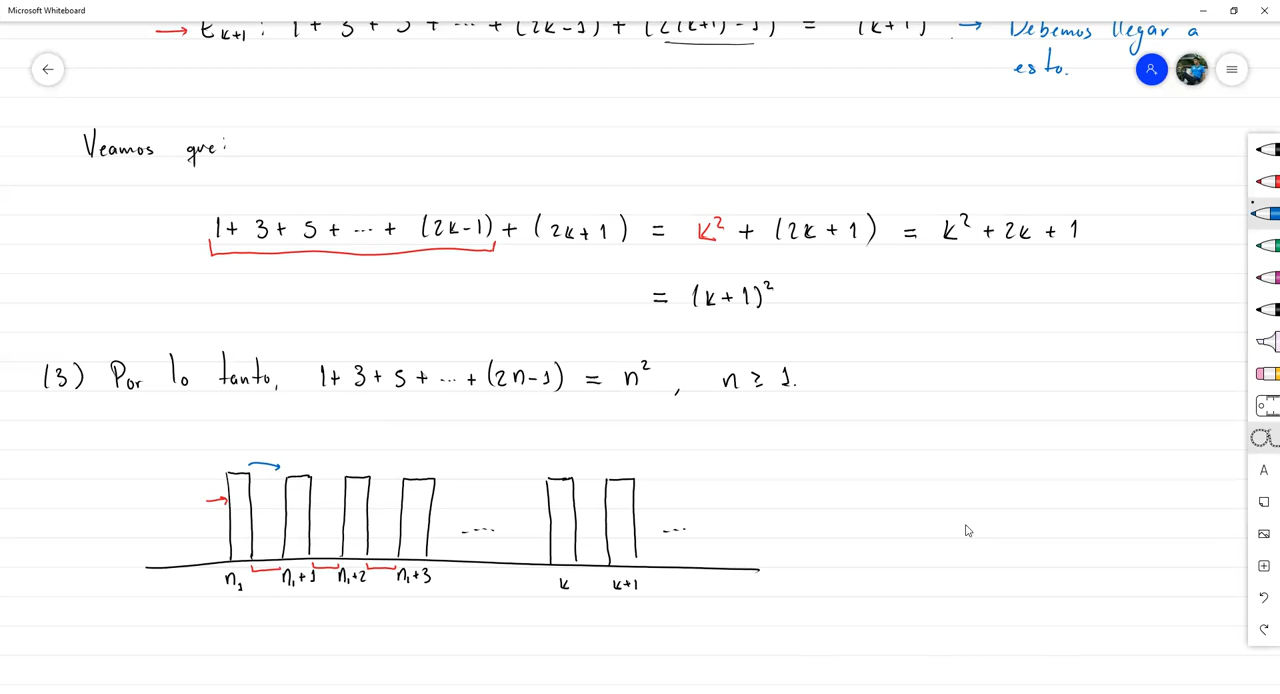 Microsoft Whiteboard
→ E_{k+1} : 1 + 3 + 5 + ... + (2k-1) + (2(k+1)-1) = (k+1) → Debemos llegar a
esto.
Veamos que:
1 + 3 + 5 + ... + (2k-1) + (2k+1) = k² + (2k+1) = k² + 2k + 1
= (k+1)²
(3) Por lo tanto, 1 + 3 + 5 + ... + (2n-1) = n², n ≥ 1.
.... ....
n₁ n₁+1 n₁+2 n₁+3 k k+1
A